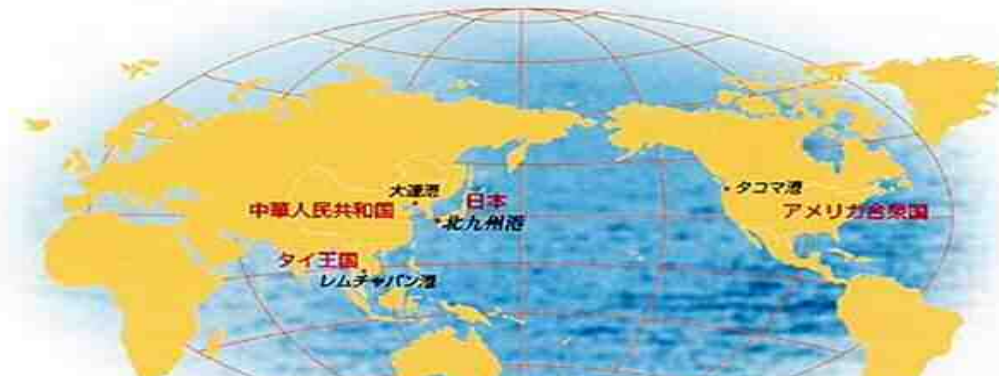 大連港
日本
タコマ港
中華人民共和国
アメリカ合衆国
北九州港
タイ王国
レムチャバン港